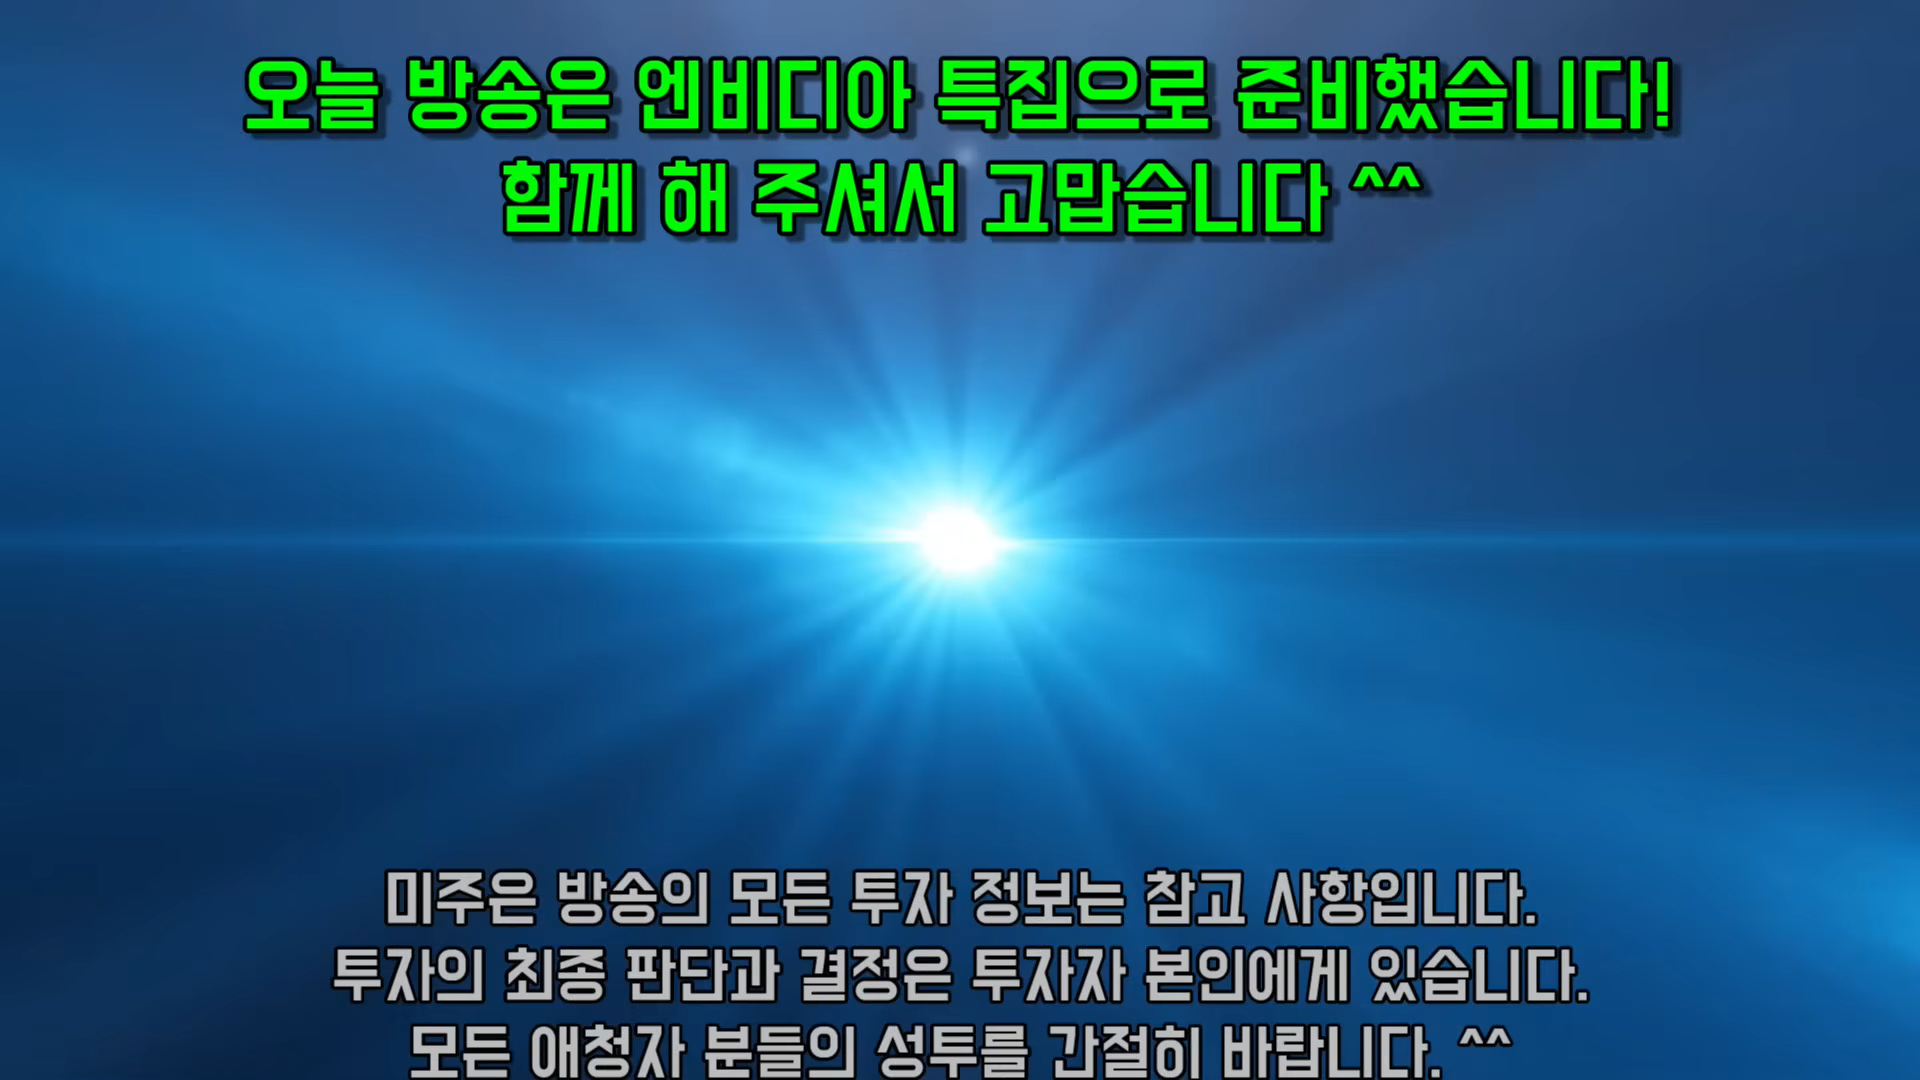 오늘 방송은 엔비디아 특집으로 준비했습니다!
함께 해 주셔서 고맙습니다 ^^
미주은 방송의 모든 투자 정보는 참고 사항입니다.
투자의 최종 판단과 결정은 투자자 본인에게 있습니다.
모든 애청자 분들의 성투를 간절히 바랍니다. ^^